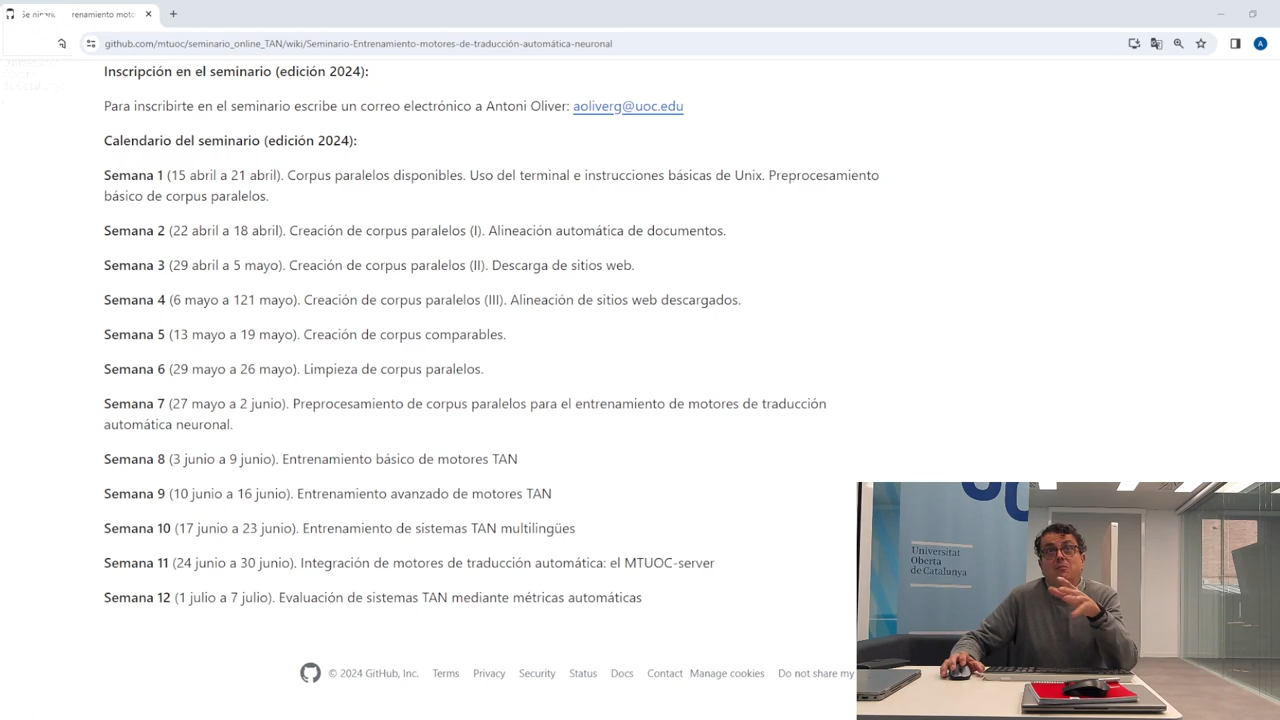 github.com/mtuoc/seminario_online_TAN/wiki/Seminario-Entrenamiento-motores-de-traducción-automática-neuronal
A
Inscripción en el seminario (edición 2024):
Para inscribirte en el seminario escribe un correo electrónico a Antoni Oliver: aoliverg@uoc.edu
Calendario del seminario (edición 2024):
Semana 1 (15 abril a 21 abril). Corpus paralelos disponibles. Uso del terminal e instrucciones básicas de Unix. Preprocesamiento
básico de corpus paralelos.
Semana 2 (22 abril a 18 abril). Creación de corpus paralelos (I). Alineación automática de documentos.
Semana 3 (29 abril a 5 mayo). Creación de corpus paralelos (II). Descarga de sitios web.
Semana 4 (6 mayo a 121 mayo). Creación de corpus paralelos (III). Alineación de sitios web descargados.
Semana 5 (13 mayo a 19 mayo). Creación de corpus comparables.
Semana 6 (29 mayo a 26 mayo). Limpieza de corpus paralelos.
Semana 7 (27 mayo a 2 junio). Preprocesamiento de corpus paralelos para el entrenamiento de motores de traducción
automática neuronal.
Semana 8 (3 junio a 9 junio). Entrenamiento básico de motores TAN
Semana 9 (10 junio a 16 junio). Entrenamiento avanzado de motores TAN
Semana 10 (17 junio a 23 junio). Entrenamiento de sistemas TAN multilingües
Semana 11 (24 junio a 30 junio). Integración de motores de traducción automática: el MTUOC-server
Semana 12 (1 julio a 7 julio). Evaluación de sistemas TAN mediante métricas automáticas
Universitat
Oberta
de Catalunya
© 2024 GitHub, Inc. Terms Privacy Security Status Docs Contact Manage cookies Do not share my